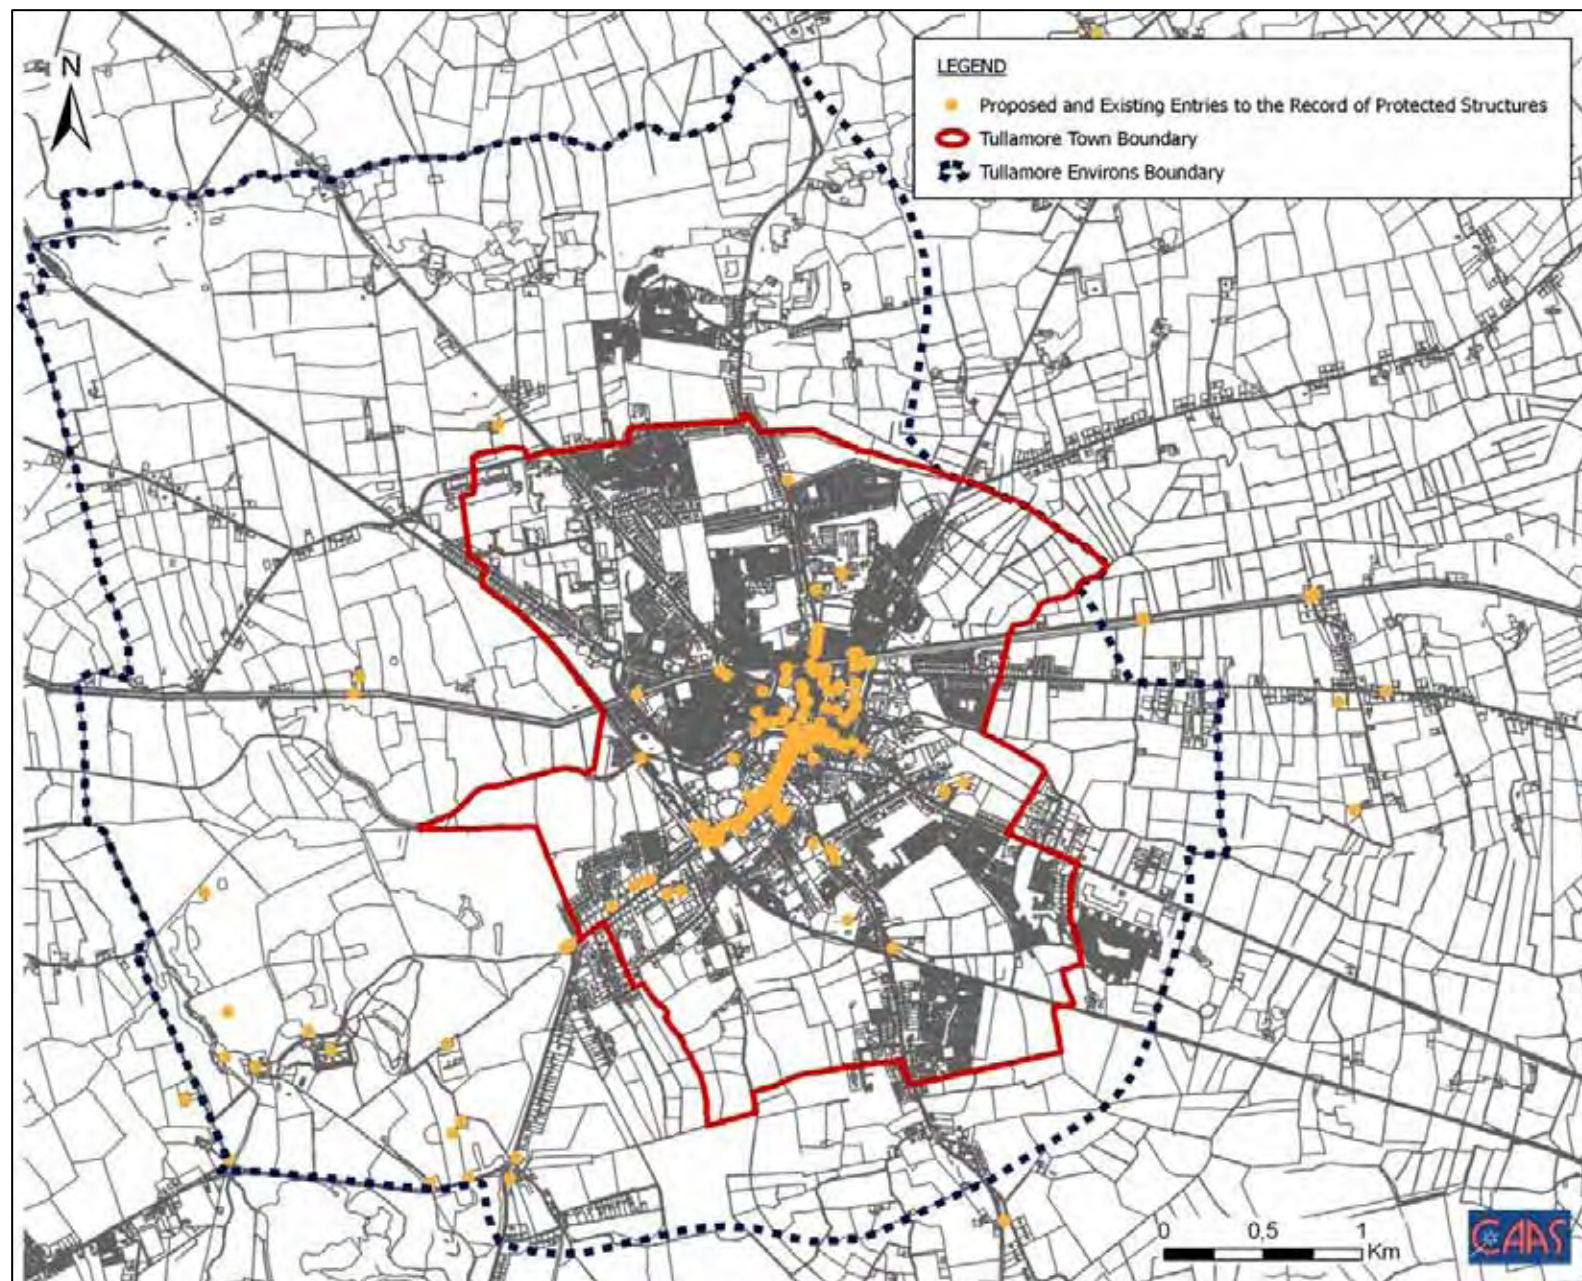 N
LEGEND
Proposed and Existing Entries to the Record of Protected Structures
Tullamore Town Boundary
Tullamore Environs Boundary
0 0,5 1
Km
CAAS